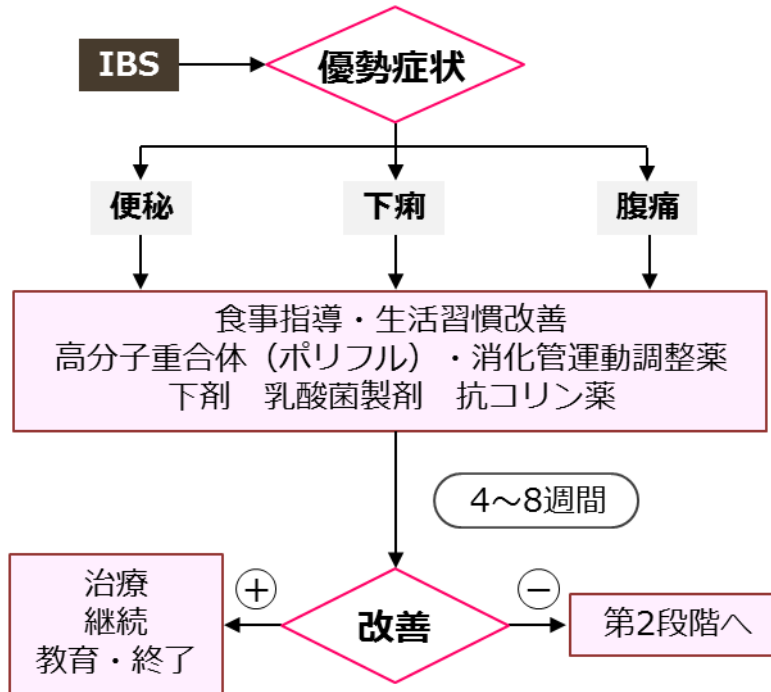 IBS
優勢症状
便秘
下痢
腹痛
食事指導・生活習慣改善
高分子重合体（ポリフル）・消化管運動調整薬
下剤　乳酸菌製剤　抗コリン薬
4～8週間
治療
継続
教育・終了
＋
改善
－
第2段階へ